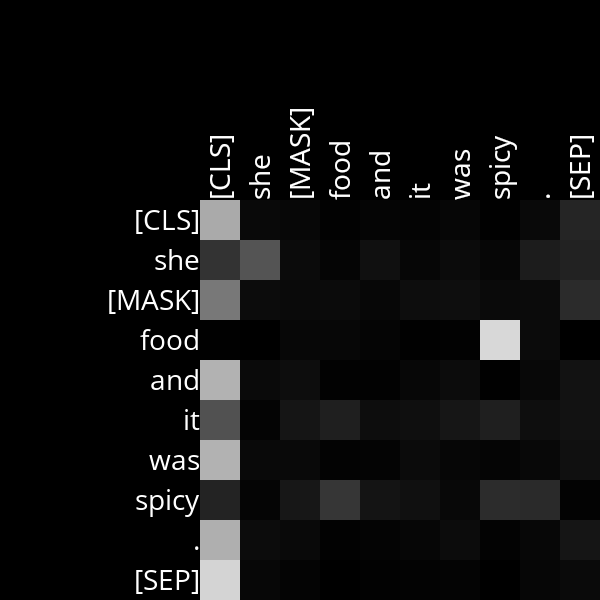 [CLS] she [MASK] food and it was spicy . [SEP]
[CLS]
she
[MASK]
food
and
it
was
spicy
.
[SEP]